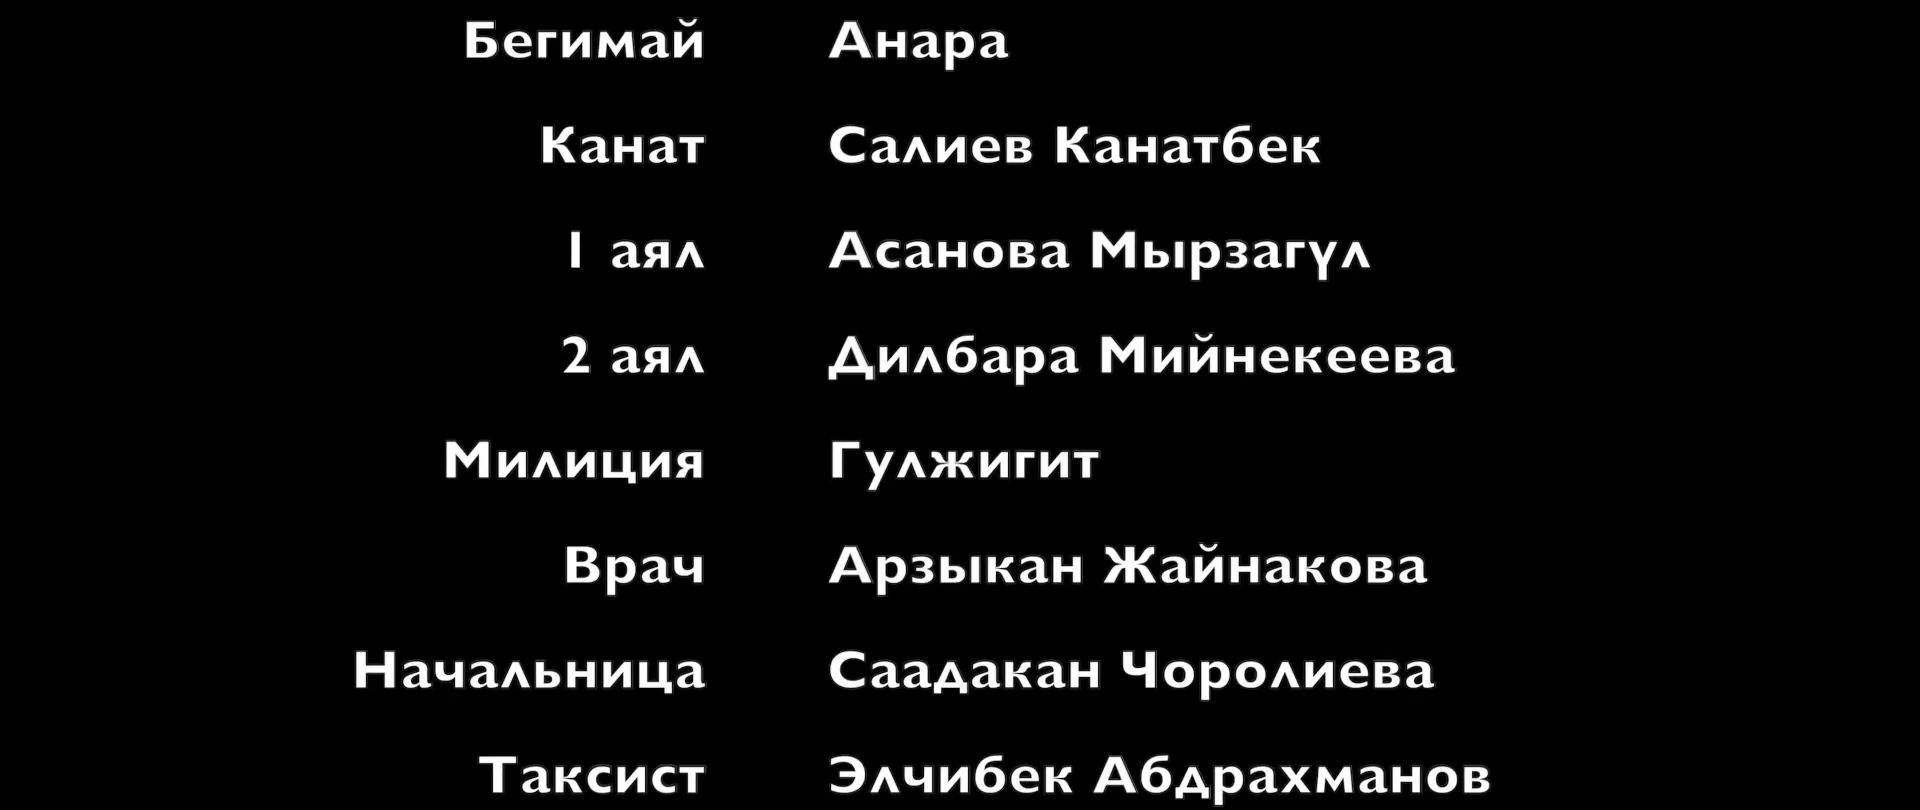 Бегимай Анара
Канат Салиев Канатбек
1 аял Асанова Мырзагүл
2 аял Дилбара Мийнекеева
Милиция Гулжигит
Врач Арзыкан Жайнакова
Начальница Саадакан Чоролиева
Таксист Элчибек Абдрахманов